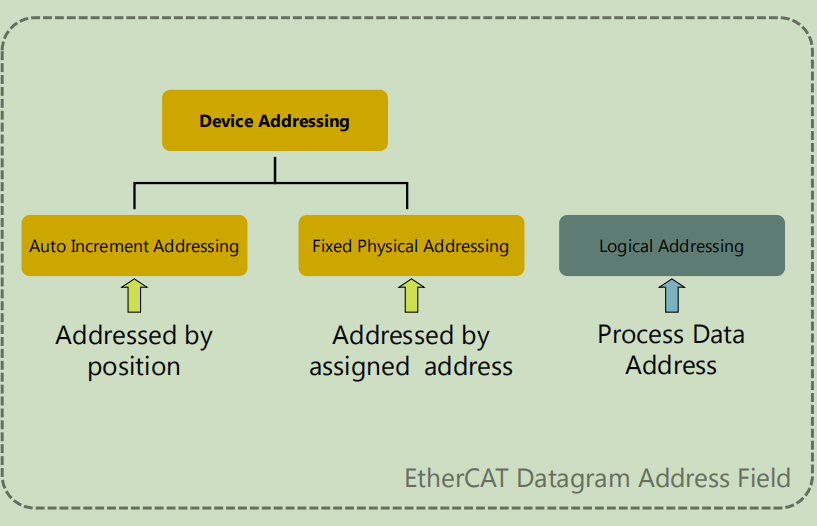 Device Addressing
Auto Increment Addressing
Fixed Physical Addressing
Logical Addressing
Addressed by
position
Addressed by
assigned address
Process Data
Address
EtherCAT Datagram Address Field